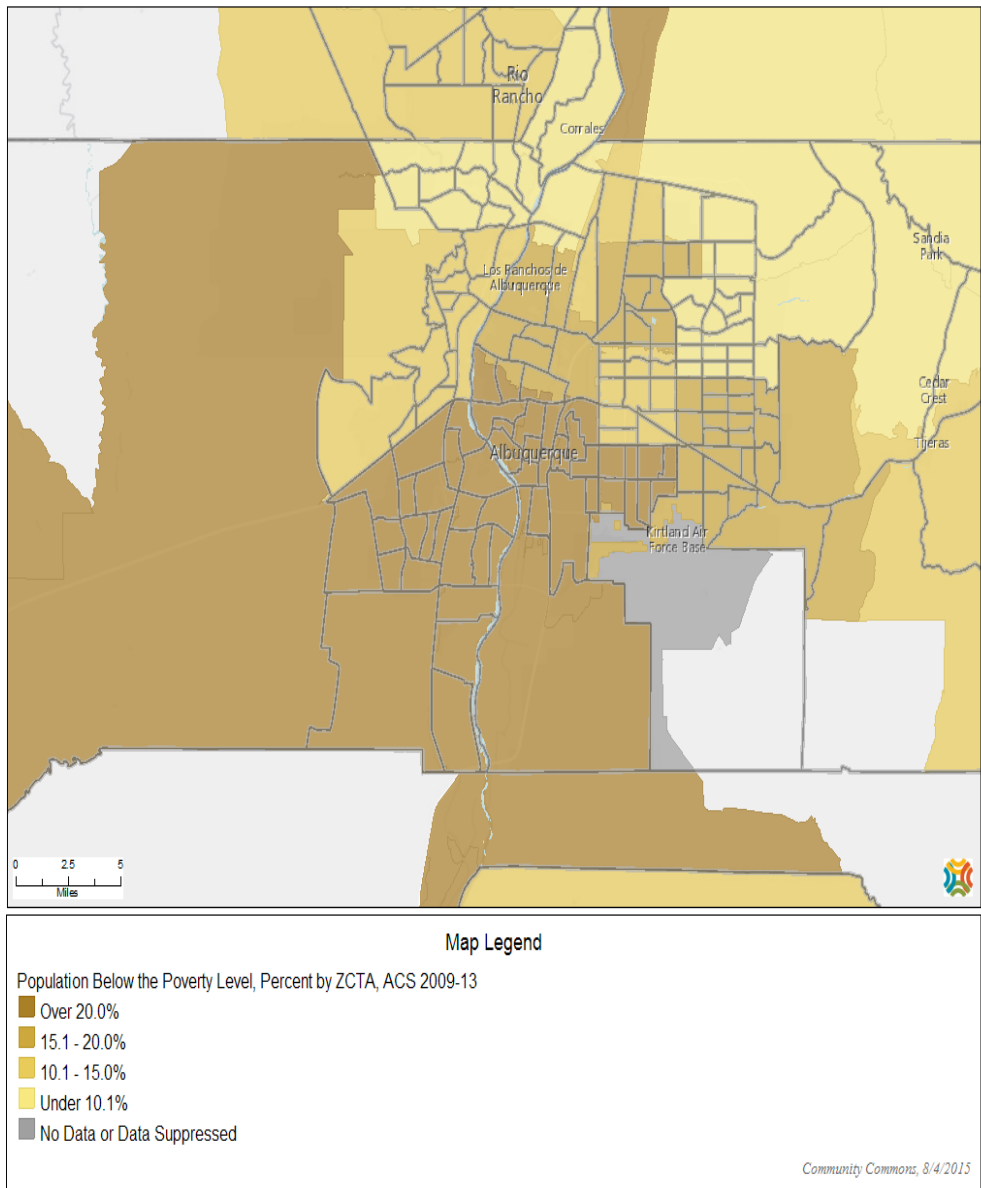 Rio
Rancho
Corrales
Sandia
Park
Los Ranchos de
Albuquerque
Cedar
Crest
Tijeras
Albuquerque
Kirtland Air
Force Base
0 2.5 5
Miles
Map Legend
Population Below the Poverty Level, Percent by ZCTA, ACS 2009-13
Over 20.0%
15.1 - 20.0%
10.1 - 15.0%
Under 10.1%
No Data or Data Suppressed
Community Commons, 8/4/2015